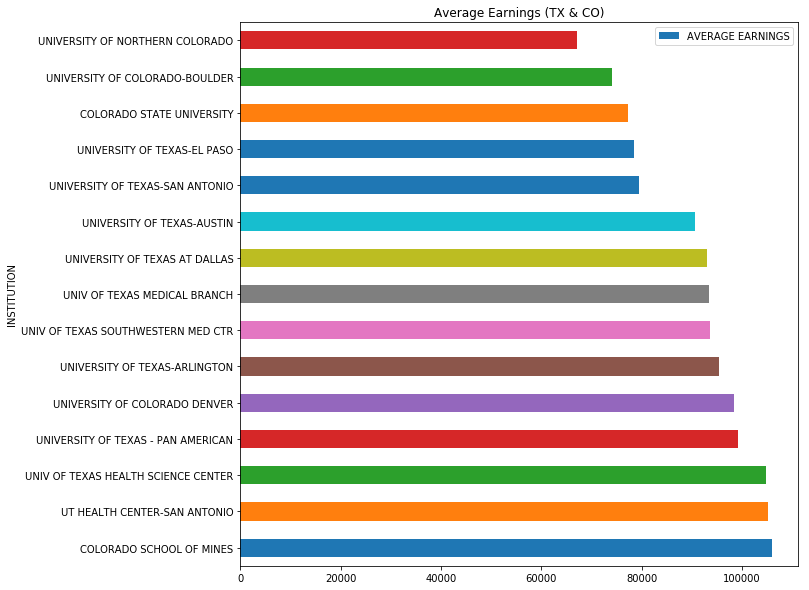 Average Earnings (TX & CO)
AVERAGE EARNINGS
INSTITUTION
UNIVERSITY OF NORTHERN COLORADO
UNIVERSITY OF COLORADO-BOULDER
COLORADO STATE UNIVERSITY
UNIVERSITY OF TEXAS-EL PASO
UNIVERSITY OF TEXAS-SAN ANTONIO
UNIVERSITY OF TEXAS-AUSTIN
UNIVERSITY OF TEXAS AT DALLAS
UNIV OF TEXAS MEDICAL BRANCH
UNIV OF TEXAS SOUTHWESTERN MED CTR
UNIVERSITY OF TEXAS-ARLINGTON
UNIVERSITY OF COLORADO DENVER
UNIVERSITY OF TEXAS - PAN AMERICAN
UNIV OF TEXAS HEALTH SCIENCE CENTER
UT HEALTH CENTER-SAN ANTONIO
COLORADO SCHOOL OF MINES
0 20000 40000 60000 80000 100000